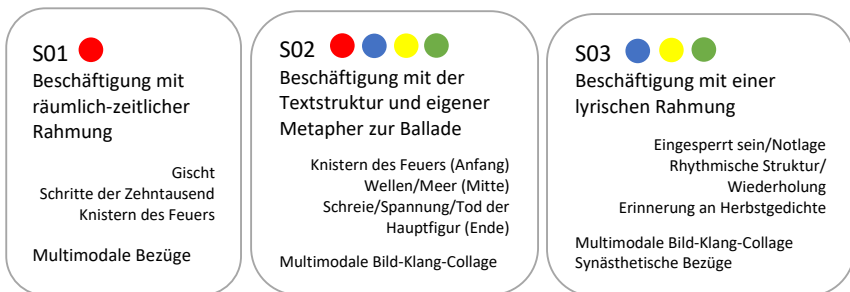 S01
Beschäftigung mit
räumlich-zeitlicher
Rahmung
Gischt
Schritte der Zehntausend
Knistern des Feuers
Multimodale Bezüge
S02
Beschäftigung mit der
Textstruktur und eigener
Metapher zur Ballade
Knistern des Feuers (Anfang)
Wellen/Meer (Mitte)
Schreie/Spannung/Tod der
Hauptfigur (Ende)
Multimodale Bild-Klang-Collage
S03
Beschäftigung mit einer
lyrischen Rahmung
Eingesperrt sein/Notlage
Rhythmische Struktur/
Wiederholung
Erinnerung an Herbstgedichte
Multimodale Bild-Klang-Collage
Synästhetische Bezüge